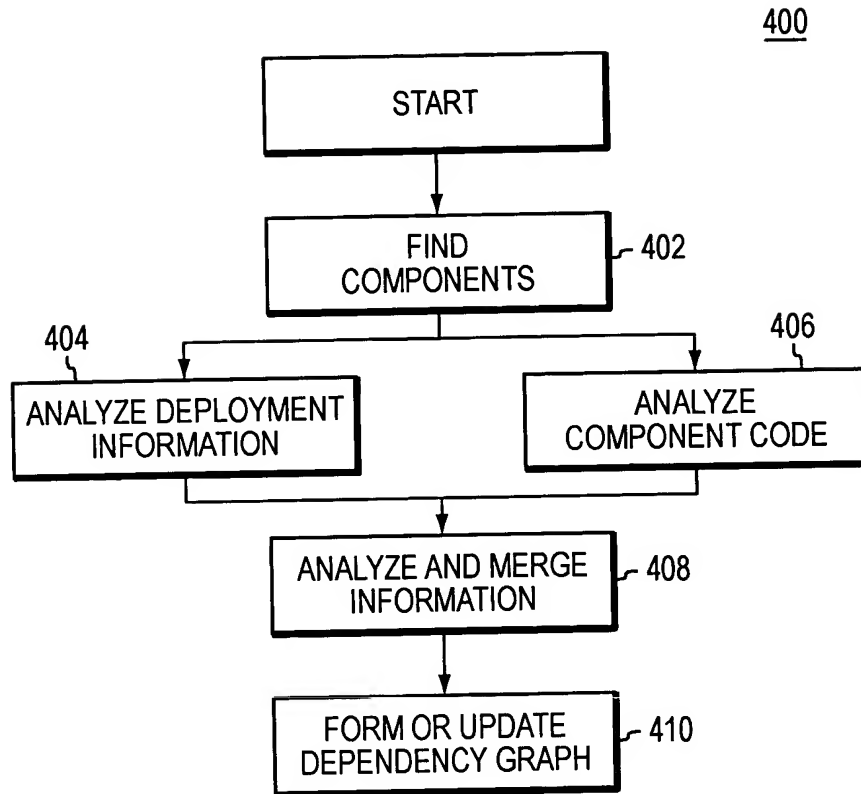 400
START
FIND
COMPONENTS
402
404
406
ANALYZE DEPLOYMENT
INFORMATION
ANALYZE
COMPONENT CODE
ANALYZE AND MERGE
INFORMATION
408
FORM OR UPDATE
DEPENDENCY GRAPH
410